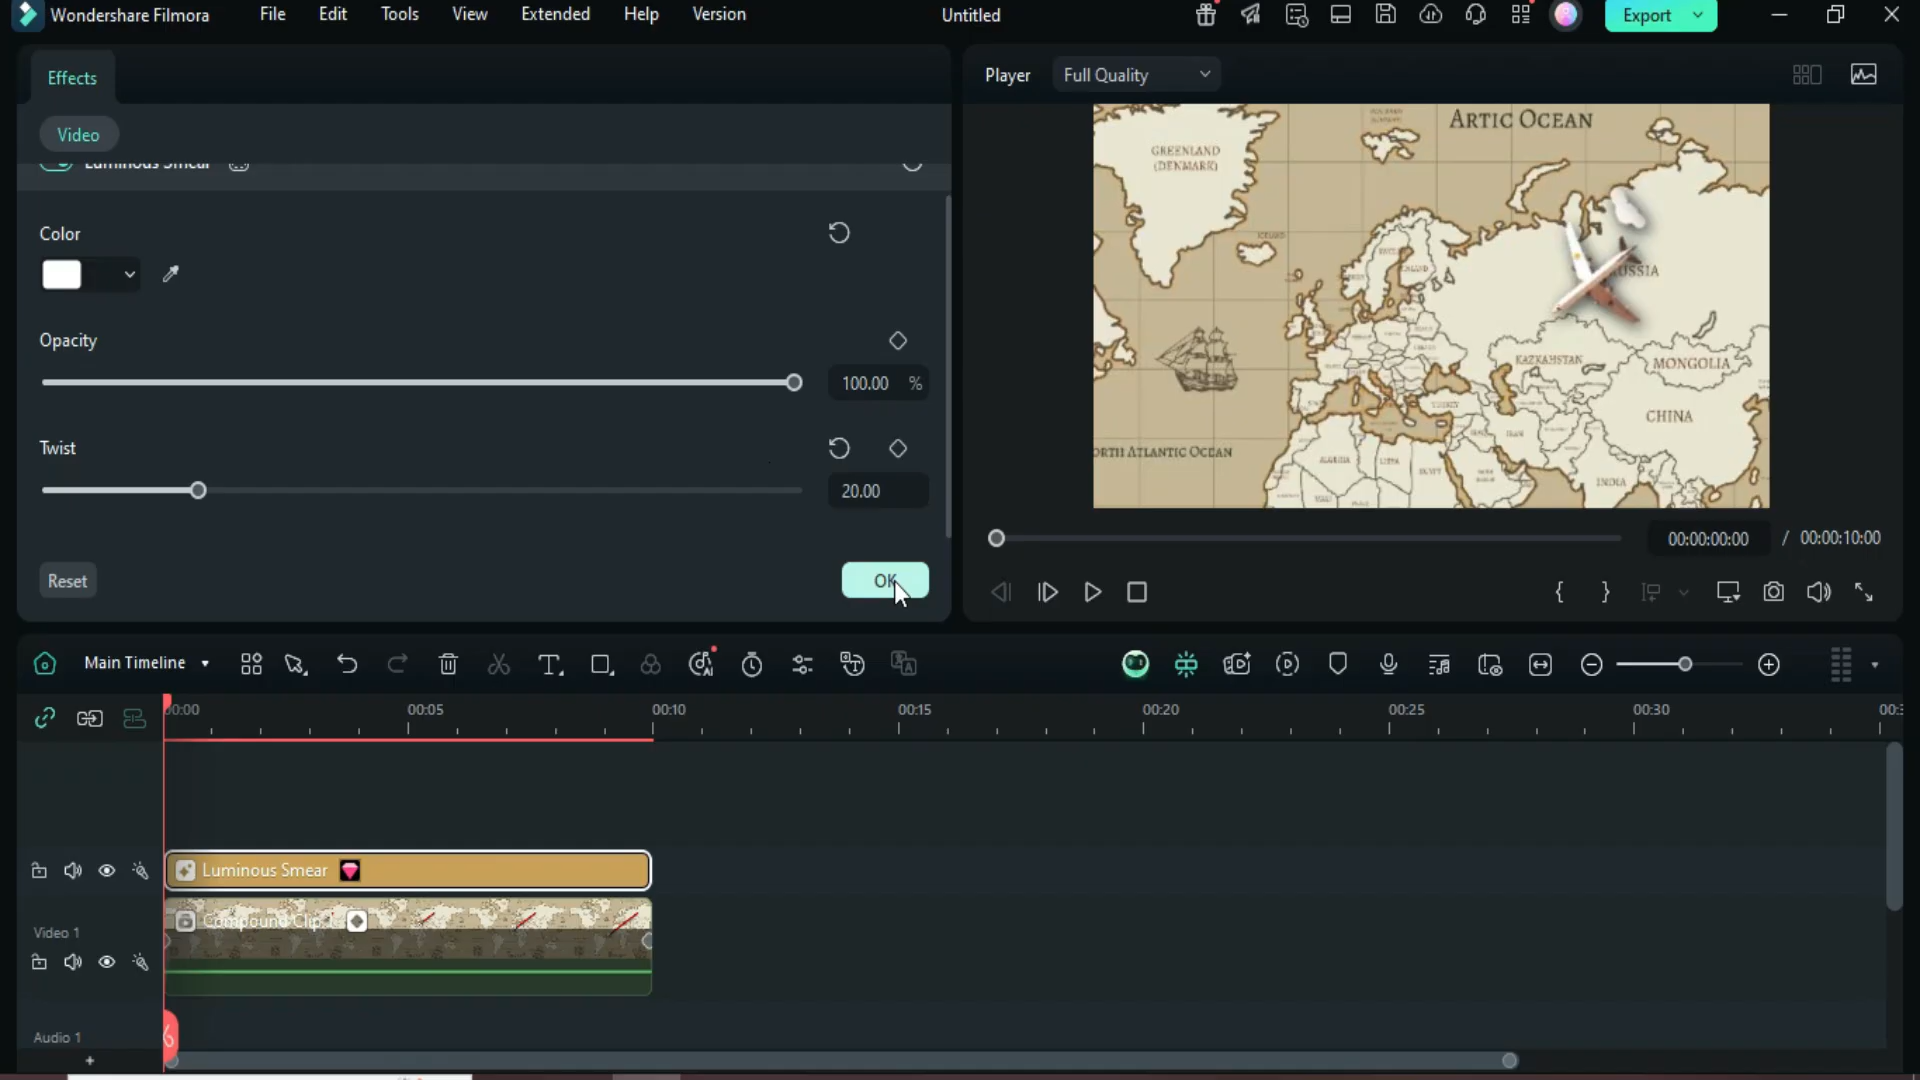 Wondershare Filmora
File
Edit
Tools
View
Extended
Help
Version
Untitled
Export
Effects
Player
Full Quality
Video
Luminous Smear
Color
Opacity
100.00 %
Twist
20.00
Reset
OK
ARTIC OCEAN
GREENLAND
(DENMARK)
ICELAND
RUSSIA
KAZKAHSTAN
MONGOLIA
CHINA
TURKEY
ORTH ATLANTIC OCEAN
ALGERIA
LIBYA
EGYPT
INDIA
00:00:00:00 / 00:00:10:00
Main Timeline
00:00
00:05
00:10
00:15
00:20
00:25
00:30
Luminous Smear
Compound Clip
Video 1
Audio 1